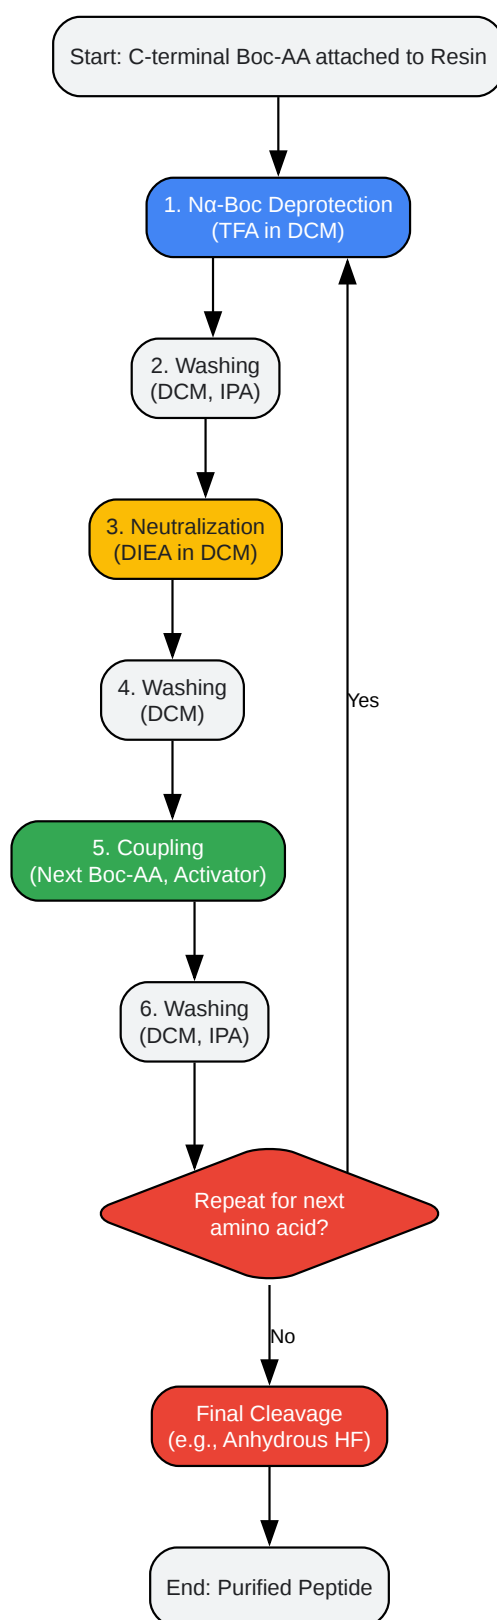 Start: C-terminal Boc-AA attached to Resin
1. Nα-Boc Deprotection
(TFA in DCM)
2. Washing
(DCM, IPA)
3. Neutralization
(DIEA in DCM)
4. Washing
(DCM)
Yes
5. Coupling
(Next Boc-AA, Activator)
6. Washing
(DCM, IPA)
Repeat for next
amino acid?
No
Final Cleavage
(e.g., Anhydrous HF)
End: Purified Peptide